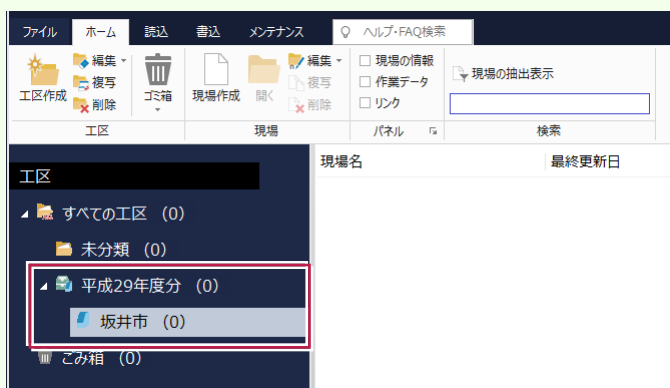 ファイル ホーム 読込 書込 メンテナンス ヘルプ・FAQ検索
工区作成 編集 複写 削除 ゴミ箱
現場作成 開く 編集 複写 削除
現場の情報
作業データ
リンク
現場の抽出表示
工区 現場 パネル 検索
工区
現場名 最終更新日
すべての工区 (0)
未分類 (0)
平成29年度分 (0)
坂井市 (0)
ごみ箱 (0)